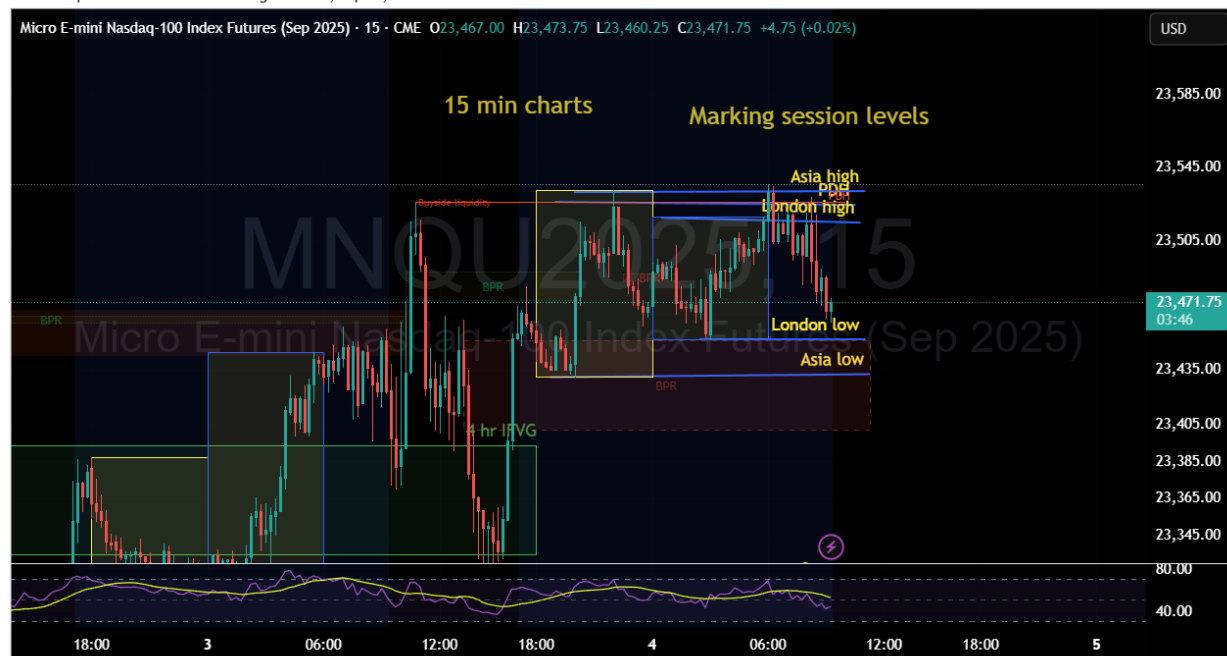 Micro E-mini Nasdaq-100 Index Futures (Sep 2025) · 15 · CME O23,467.00 H23,473.75 L23,460.25 C23,471.75 +4.75 (+0.02%)
USD
15 min charts
Marking session levels
23,585.00
23,545.00
Asia high
PDH
PDH
Buyside liquidity
London high
MNQU2025, 15
23,505.00
BPR
BPR
BPR
23,471.75
03:46
Micro E-mini Nasdaq-100 Index Futures (Sep 2025)
London low
Asia low
23,435.00
BPR
23,405.00
4 hr IFVG
23,385.00
23,365.00
23,345.00
80.00
40.00
18:00 3 06:00 12:00 18:00 4 06:00 12:00 18:00 5